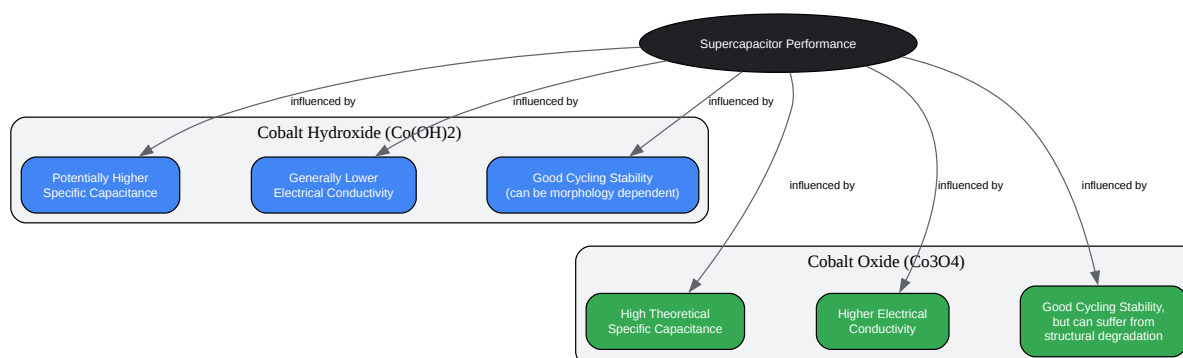 Supercapacitor Performance
influenced by
influenced by
influenced by
Cobalt Hydroxide (Co(OH)2)
Potentially Higher
Specific Capacitance
Generally Lower
Electrical Conductivity
Good Cycling Stability
(can be morphology dependent)
influenced by
influenced by
influenced by
Cobalt Oxide (Co3O4)
High Theoretical
Specific Capacitance
Higher Electrical
Conductivity
Good Cycling Stability,
but can suffer from
structural degradation